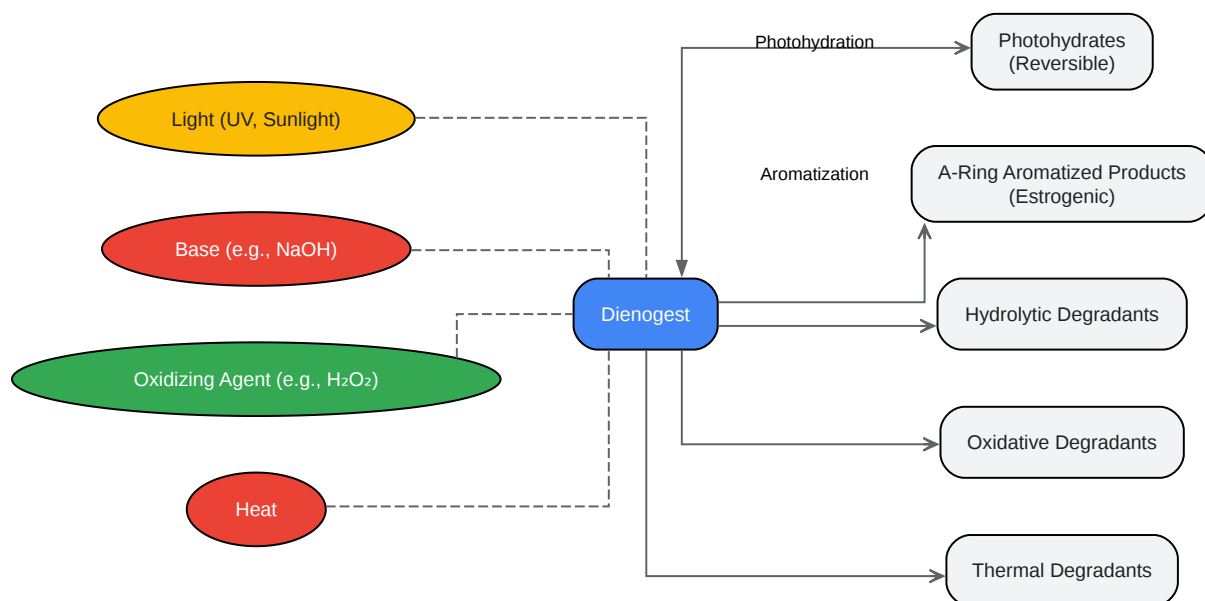 Photohydration
Photohydrates
(Reversible)
Light (UV, Sunlight)
Aromatization
A-Ring Aromatized Products
(Estrogenic)
Base (e.g., NaOH)
Dienogest
Hydrolytic Degradants
Oxidizing Agent (e.g., H₂O₂)
Oxidative Degradants
Heat
Thermal Degradants